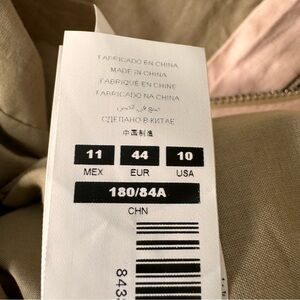 FABRICADO EN CHINA
MADE IN CHINA
FABRIQUÉ EN CHINE
FABRICADO NA CHINA
صنع في الصين
СДЕЛАНО В КИТАЕ
中国制造
11 44 10
MEX EUR USA
180/84A
CHN
843